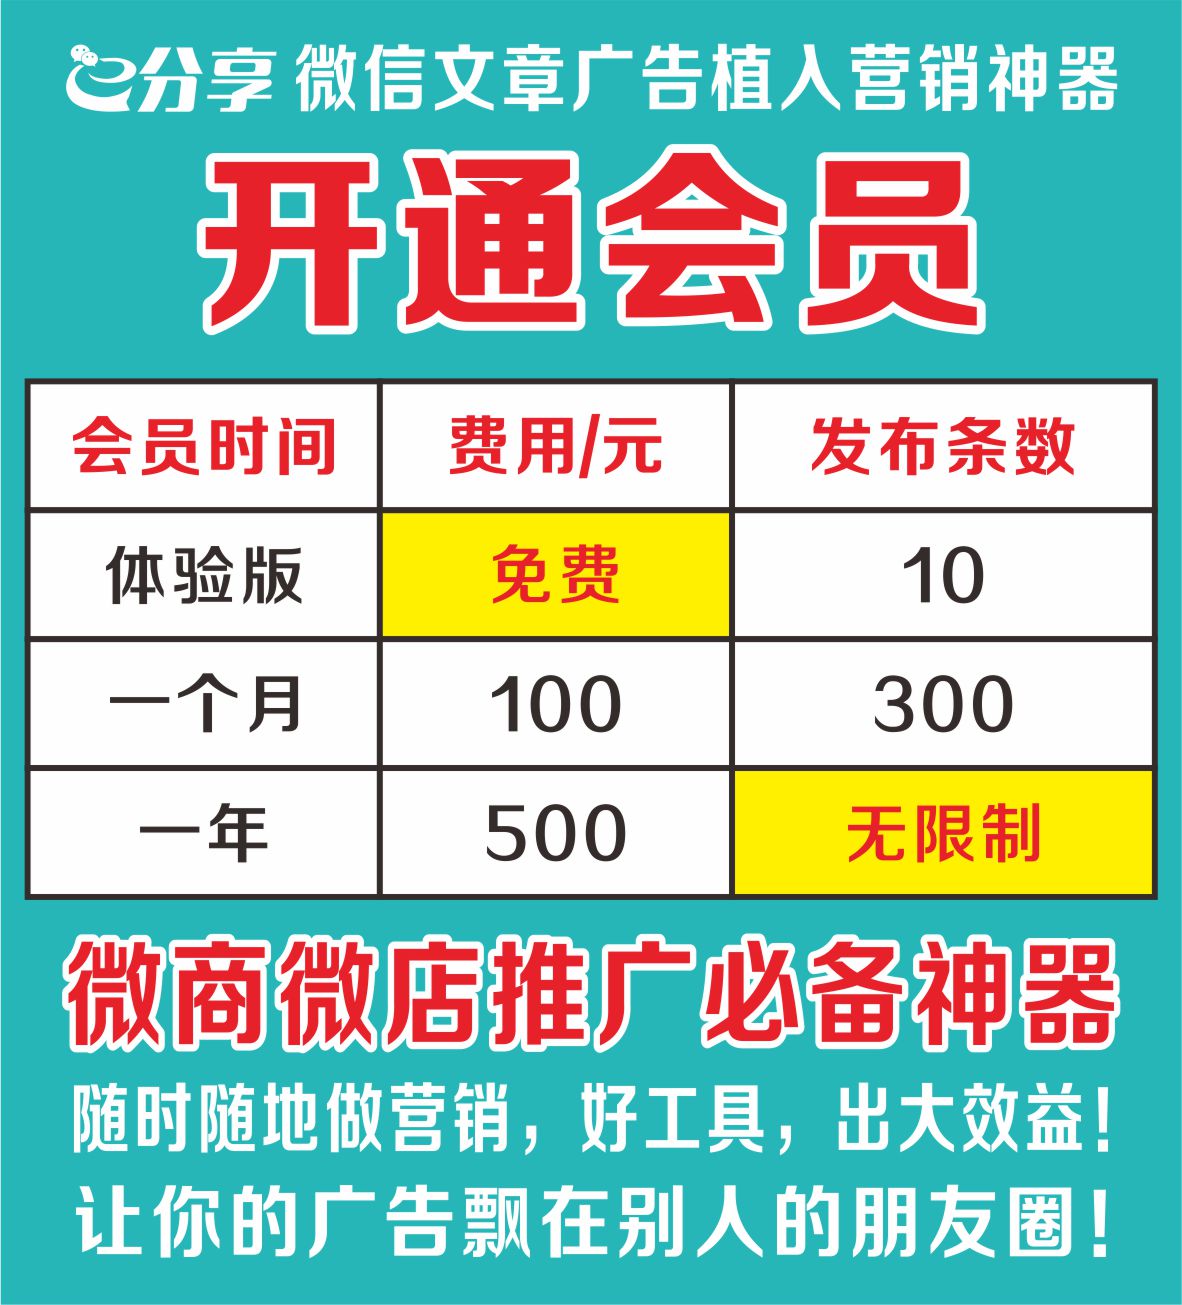 e分享 微信文章广告植入营销神器
开通会员
会员时间 费用/元 发布条数
体验版 免费 10
一个月 100 300
一年 500 无限制
微商微店推广必备神器
随时随地做营销，好工具，出大效益！
让你的广告飘在别人的朋友圈！